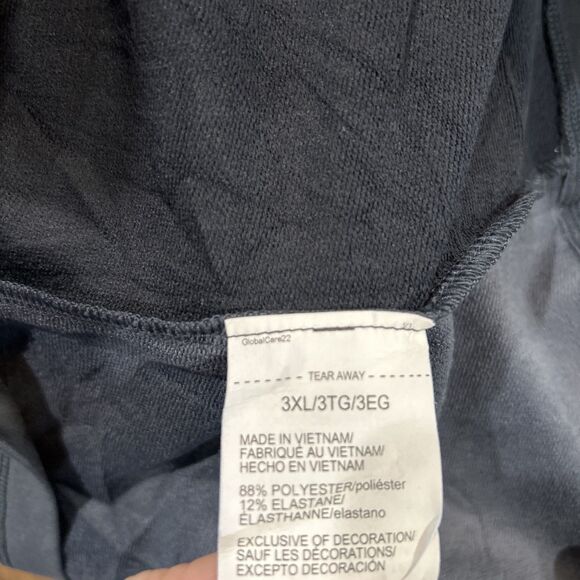 GlobalCare22
TEAR AWAY
3XL/3TG/3EG
MADE IN VIETNAM/
FABRIQUÉ AU VIETNAM/
HECHO EN VIETNAM
88% POLYESTER/poliéster
12% ELASTANE/
ÉLASTHANNE/elastano
EXCLUSIVE OF DECORATION/
SAUF LES DÉCORATIONS/
EXCEPTO DECORACIÓN